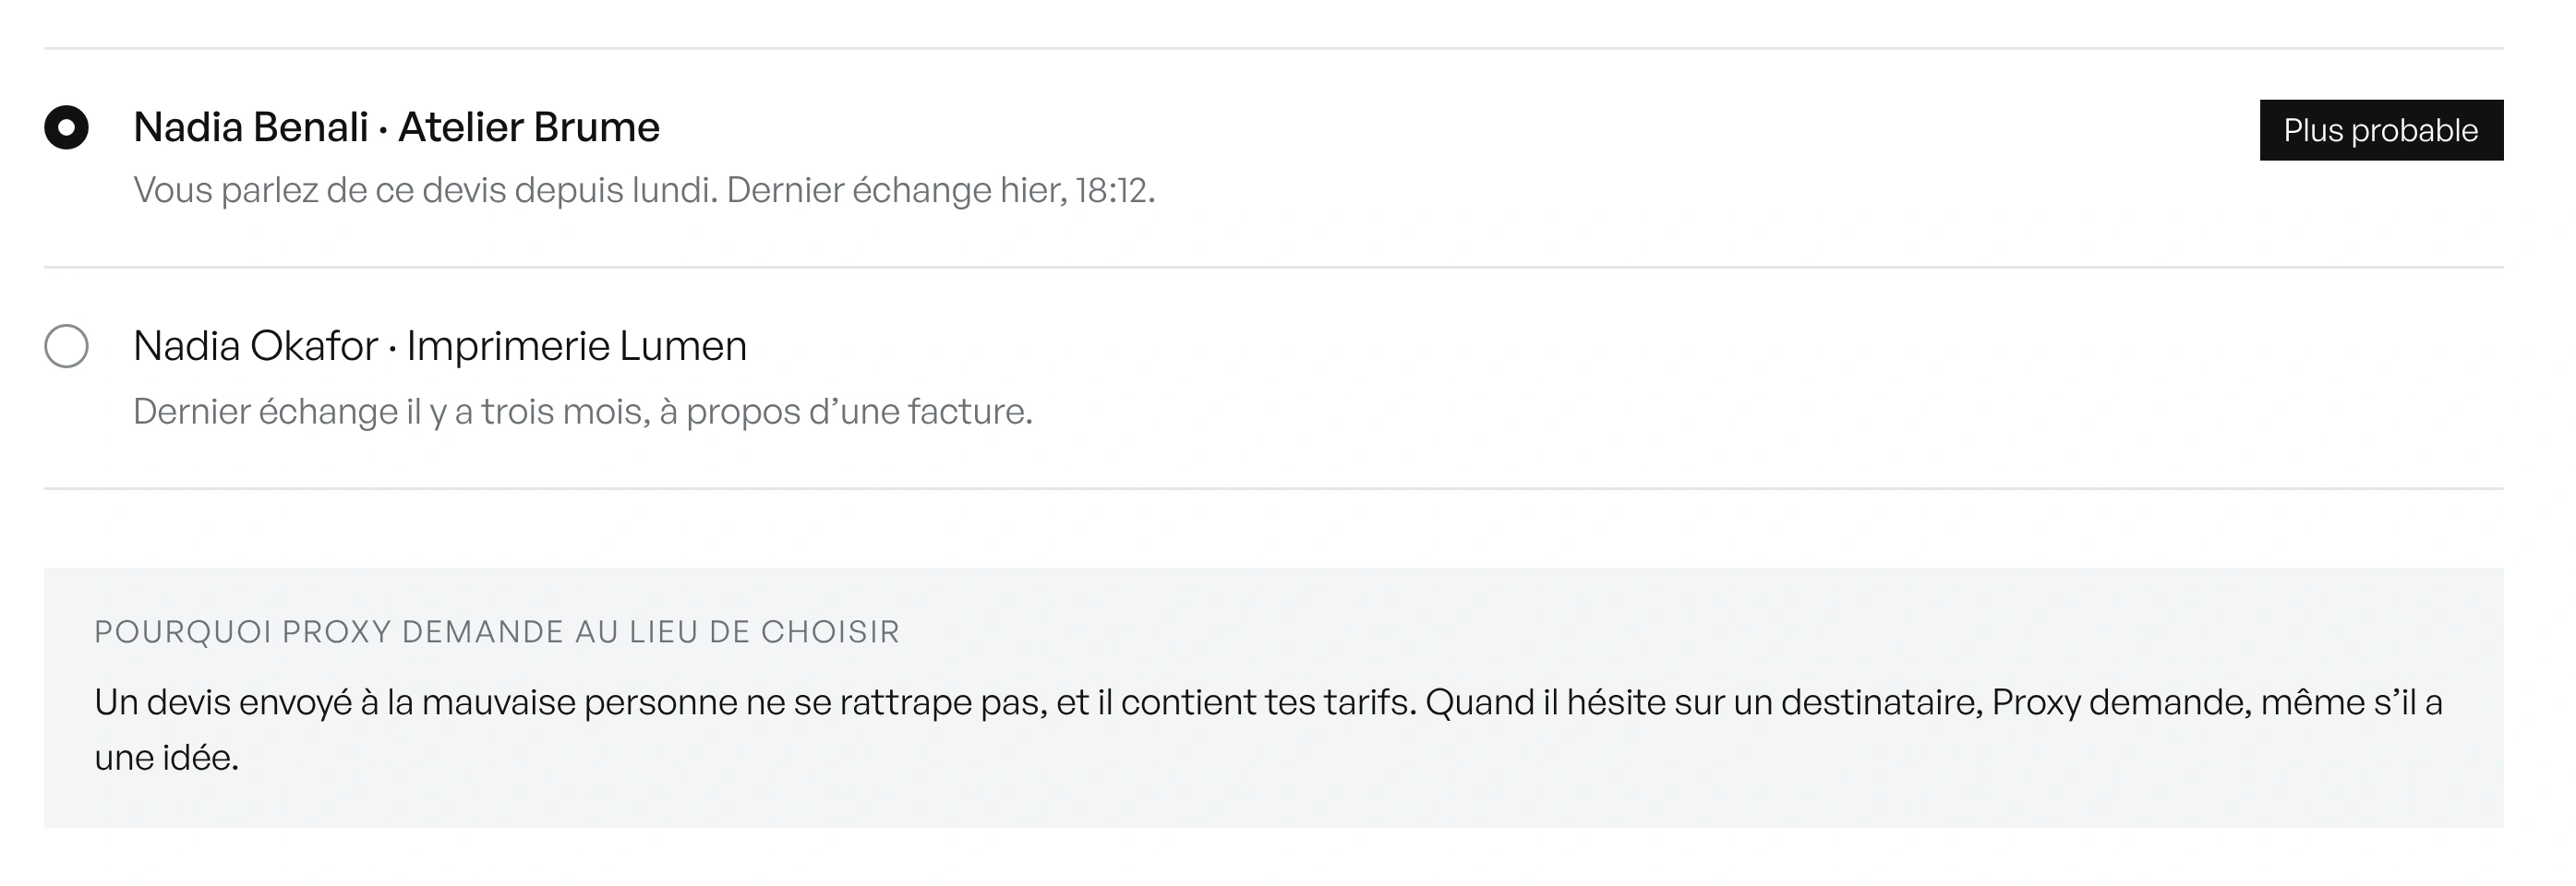 Nadia Benali · Atelier Brume
Plus probable
Vous parlez de ce devis depuis lundi. Dernier échange hier, 18:12.
Nadia Okafor · Imprimerie Lumen
Dernier échange il y a trois mois, à propos d’une facture.
POURQUOI PROXY DEMANDE AU LIEU DE CHOISIR
Un devis envoyé à la mauvaise personne ne se rattrape pas, et il contient tes tarifs. Quand il hésite sur un destinataire, Proxy demande, même s’il a
une idée.